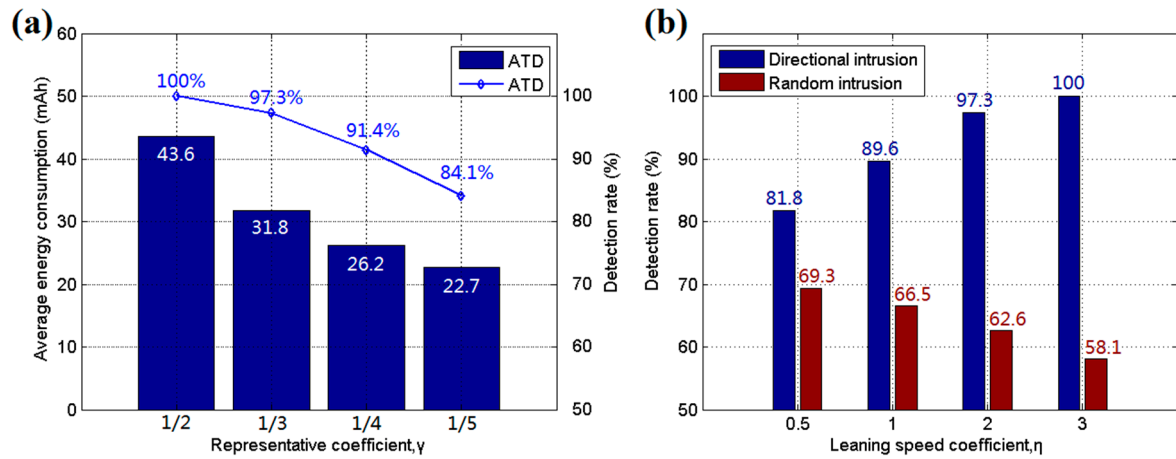 (a)
60
50
40
30
20
10
0
Average energy consumption (mAh)
ATD
ATD
100%
97.3%
91.4%
84.1%
43.6
31.8
26.2
22.7
100
90
80
70
60
50
Detection rate (%)
1/2 1/3 1/4 1/5
Representative coefficient,γ
(b)
100
90
80
70
60
50
Detection rate (%)
Directional intrusion
Random intrusion
81.8
69.3
89.6
66.5
97.3
62.6
100
58.1
0.5 1 2 3
Leaning speed coefficient,η